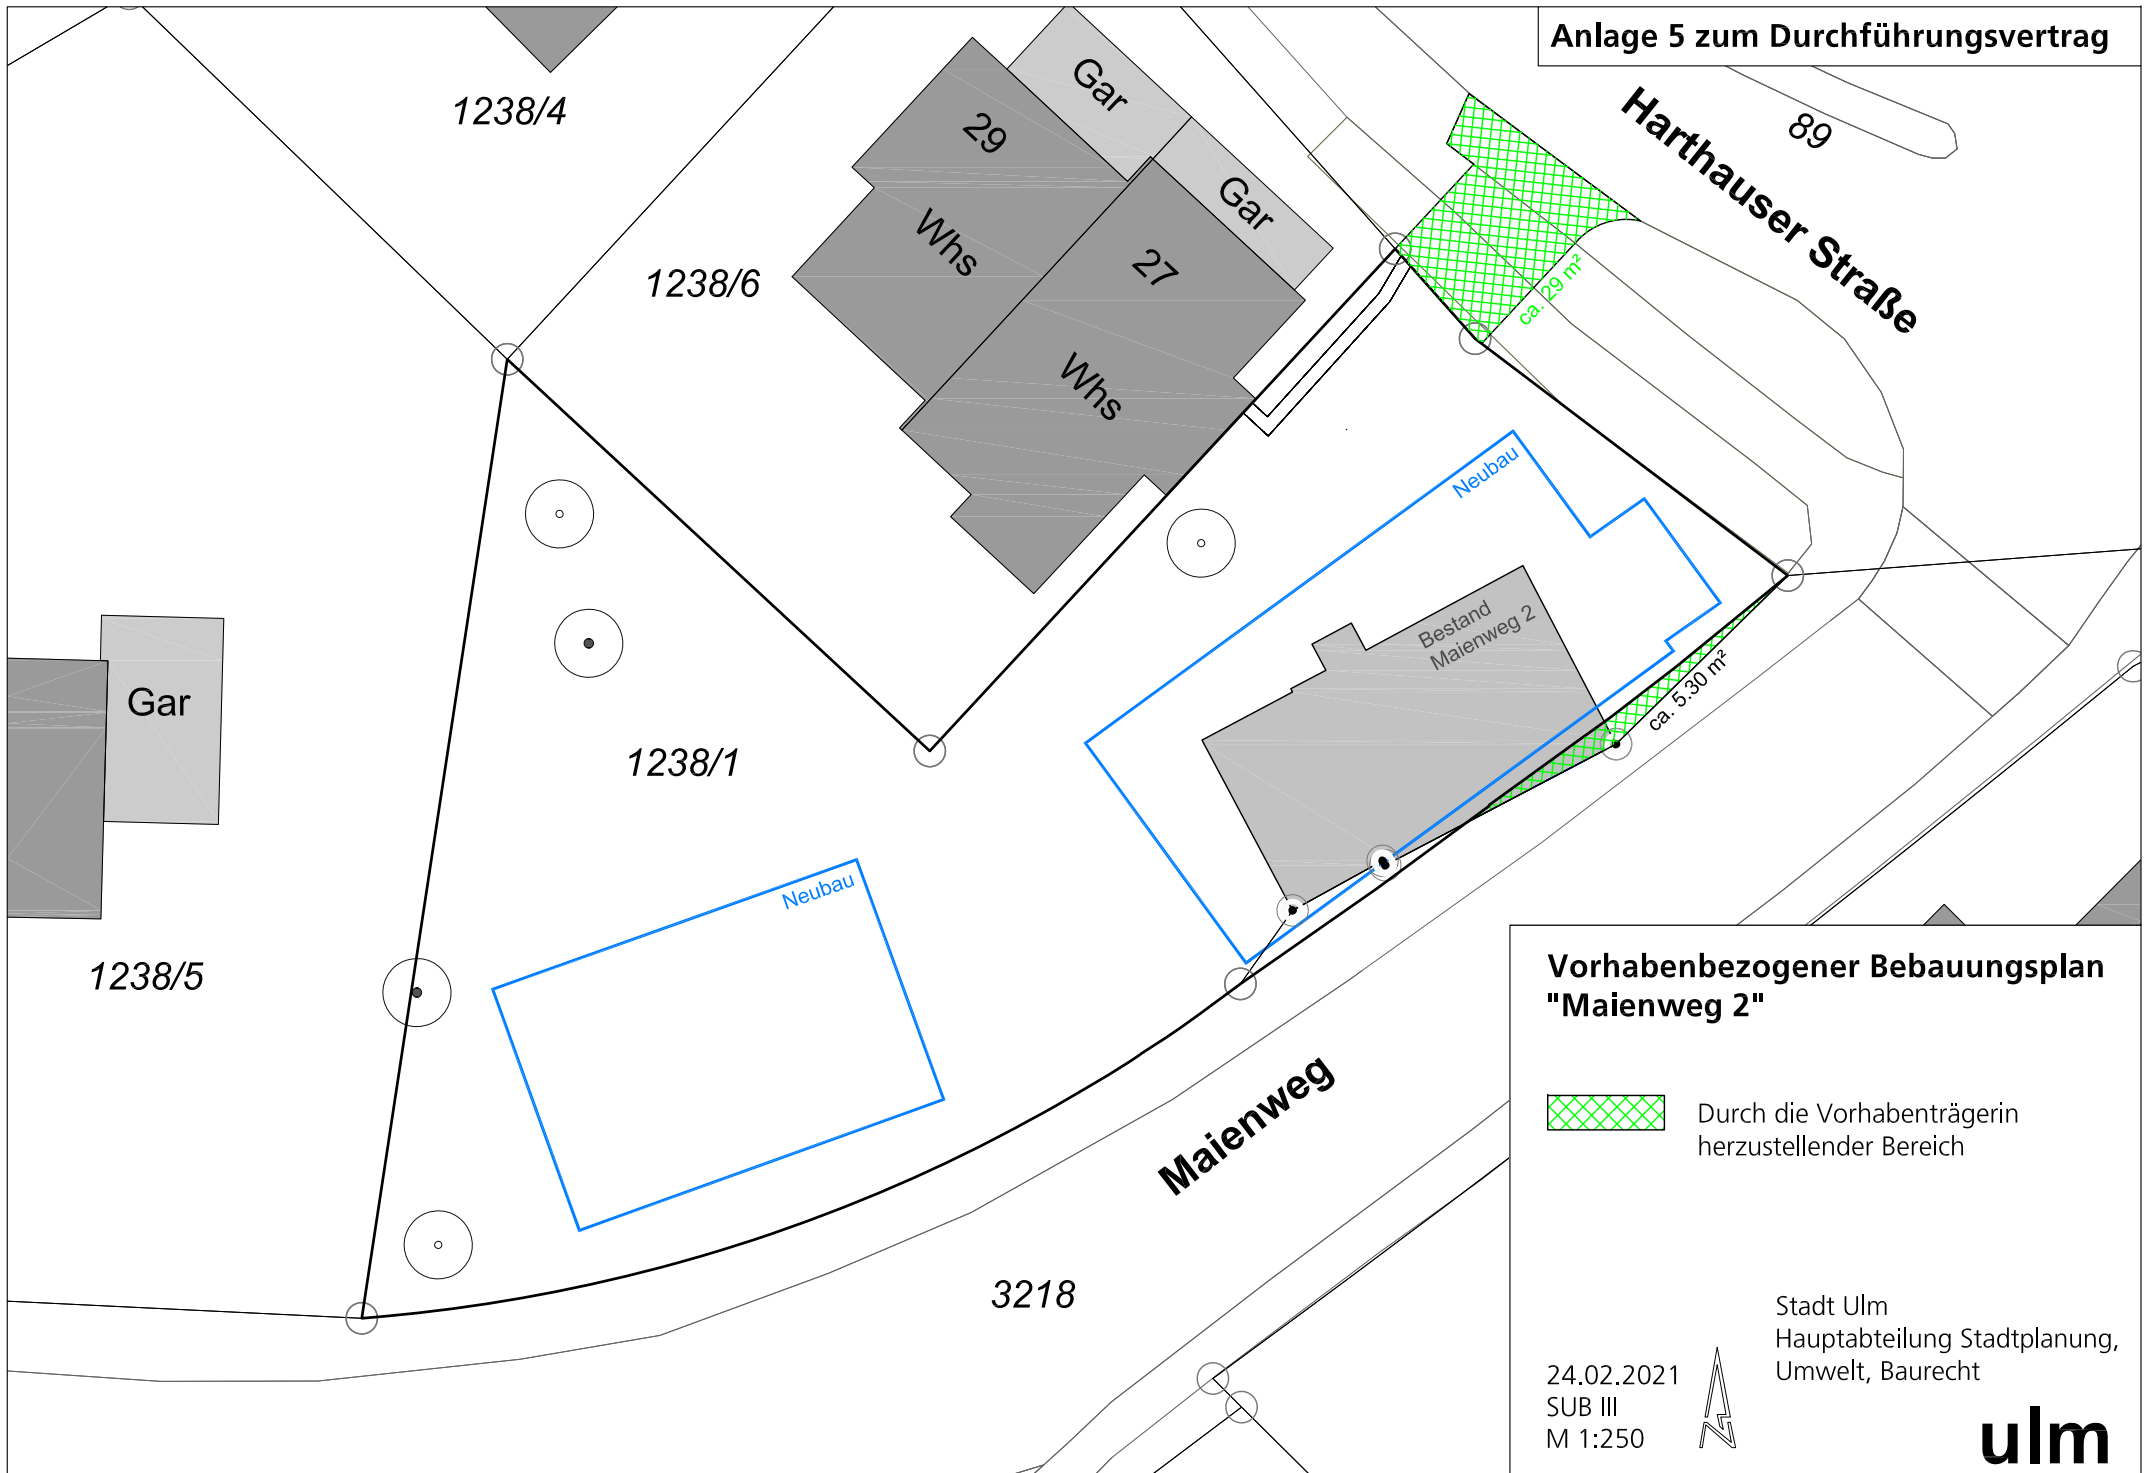 Anlage 5 zum Durchführungsvertrag
1238/4
Gar
29
89
Harthauser Straße
Gar
Whs
27
1238/6
ca. 29 m²
Whs
Neubau
Bestand
Maienweg 2
ca. 5.30 m²
Gar
1238/1
Neubau
1238/5
Maienweg
3218
Vorhabenbezogener Bebauungsplan
"Maienweg 2"
Durch die Vorhabenträgerin
herzustellender Bereich
Stadt Ulm
Hauptabteilung Stadtplanung,
Umwelt, Baurecht
24.02.2021
SUB III
M 1:250
N
ulm